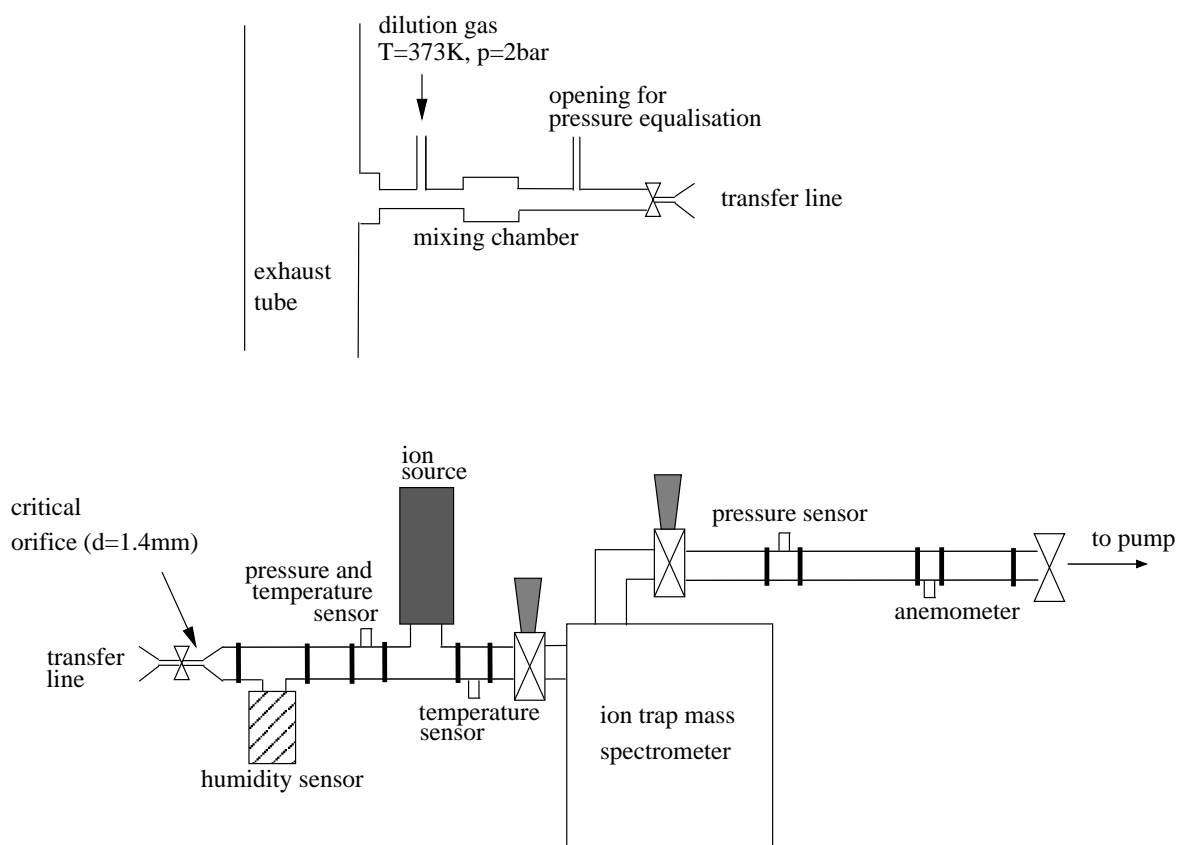 dilution gas
T=373K, p=2bar
opening for
pressure equalisation
transfer line
mixing chamber
exhaust
tube
ion
source
critical
orifice (d=1.4mm)
pressure sensor
to pump
pressure and
temperature
sensor
anemometer
transfer
line
temperature
sensor
ion trap mass
spectrometer
humidity sensor